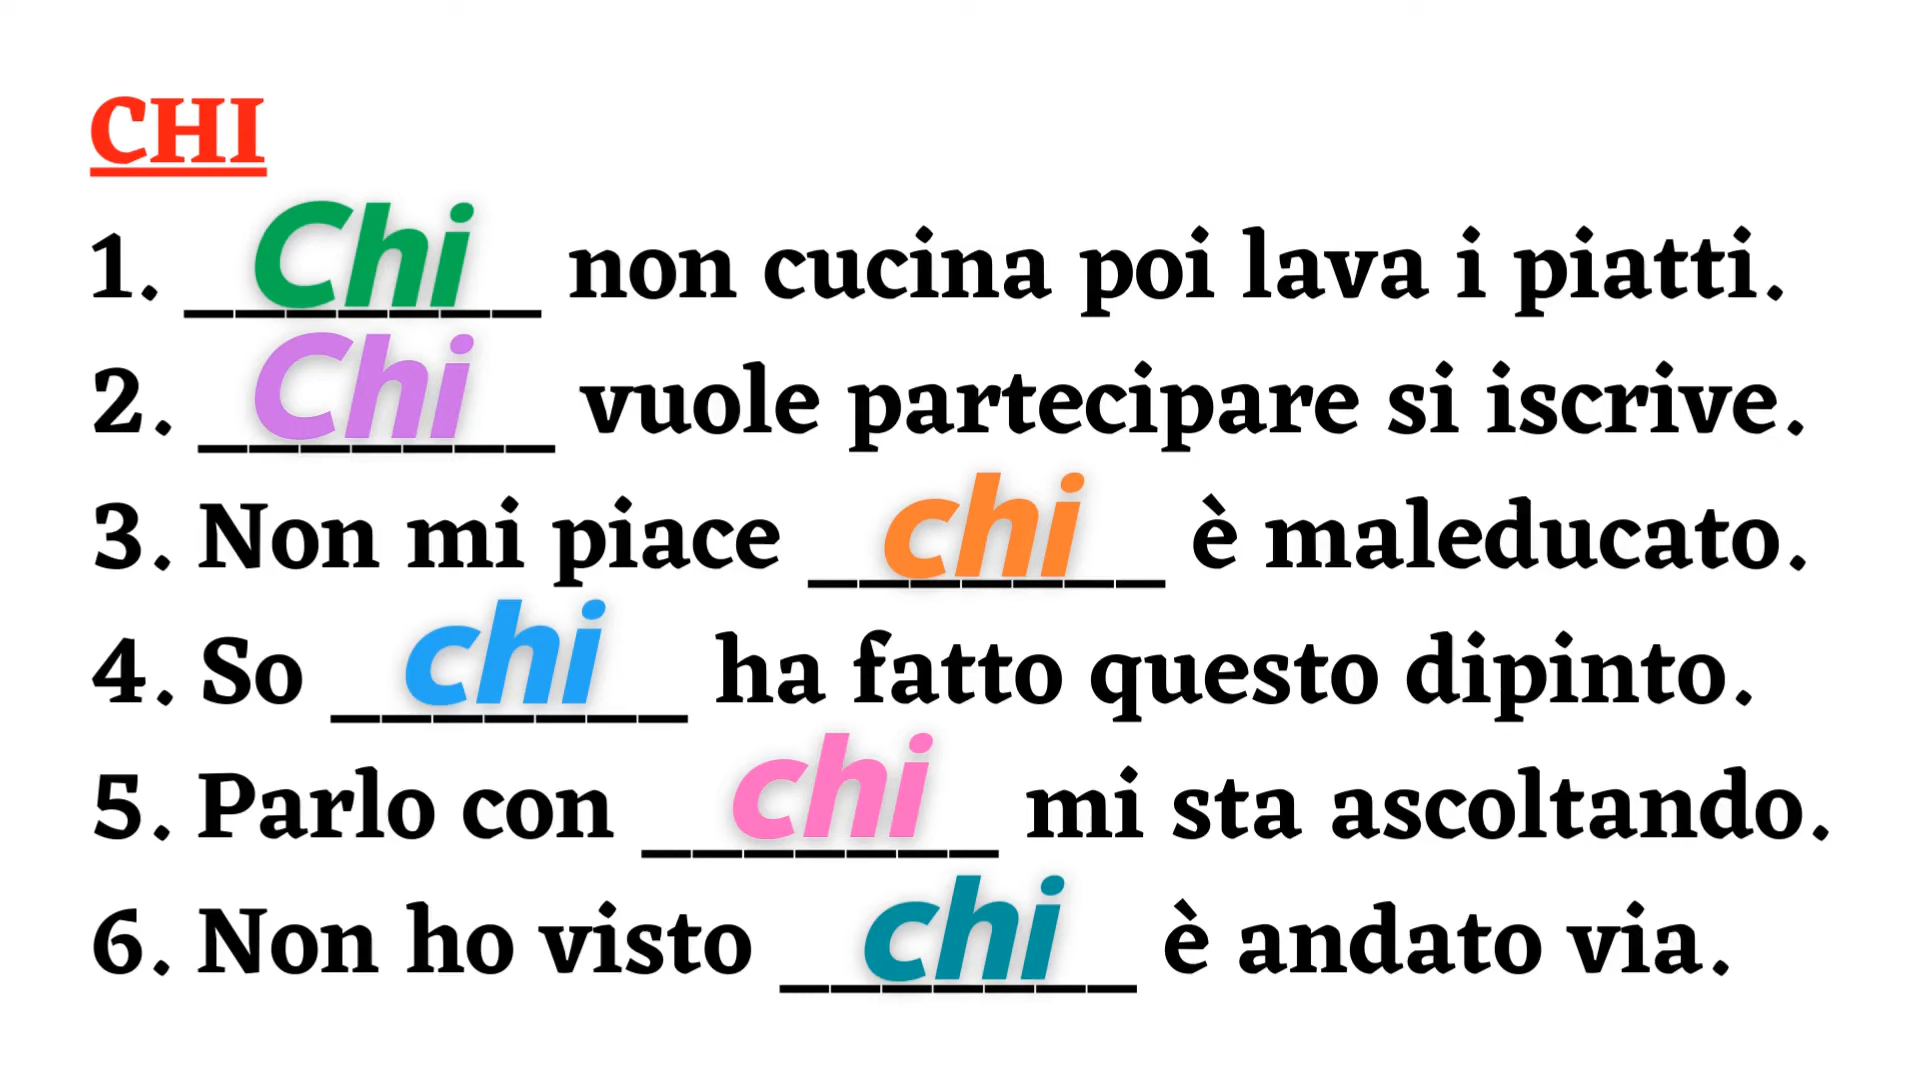 CHI
1. Chi non cucina poi lava i piatti.
2. Chi vuole partecipare si iscrive.
3. Non mi piace chi è maleducato.
4. So chi ha fatto questo dipinto.
5. Parlo con chi mi sta ascoltando.
6. Non ho visto chi è andato via.